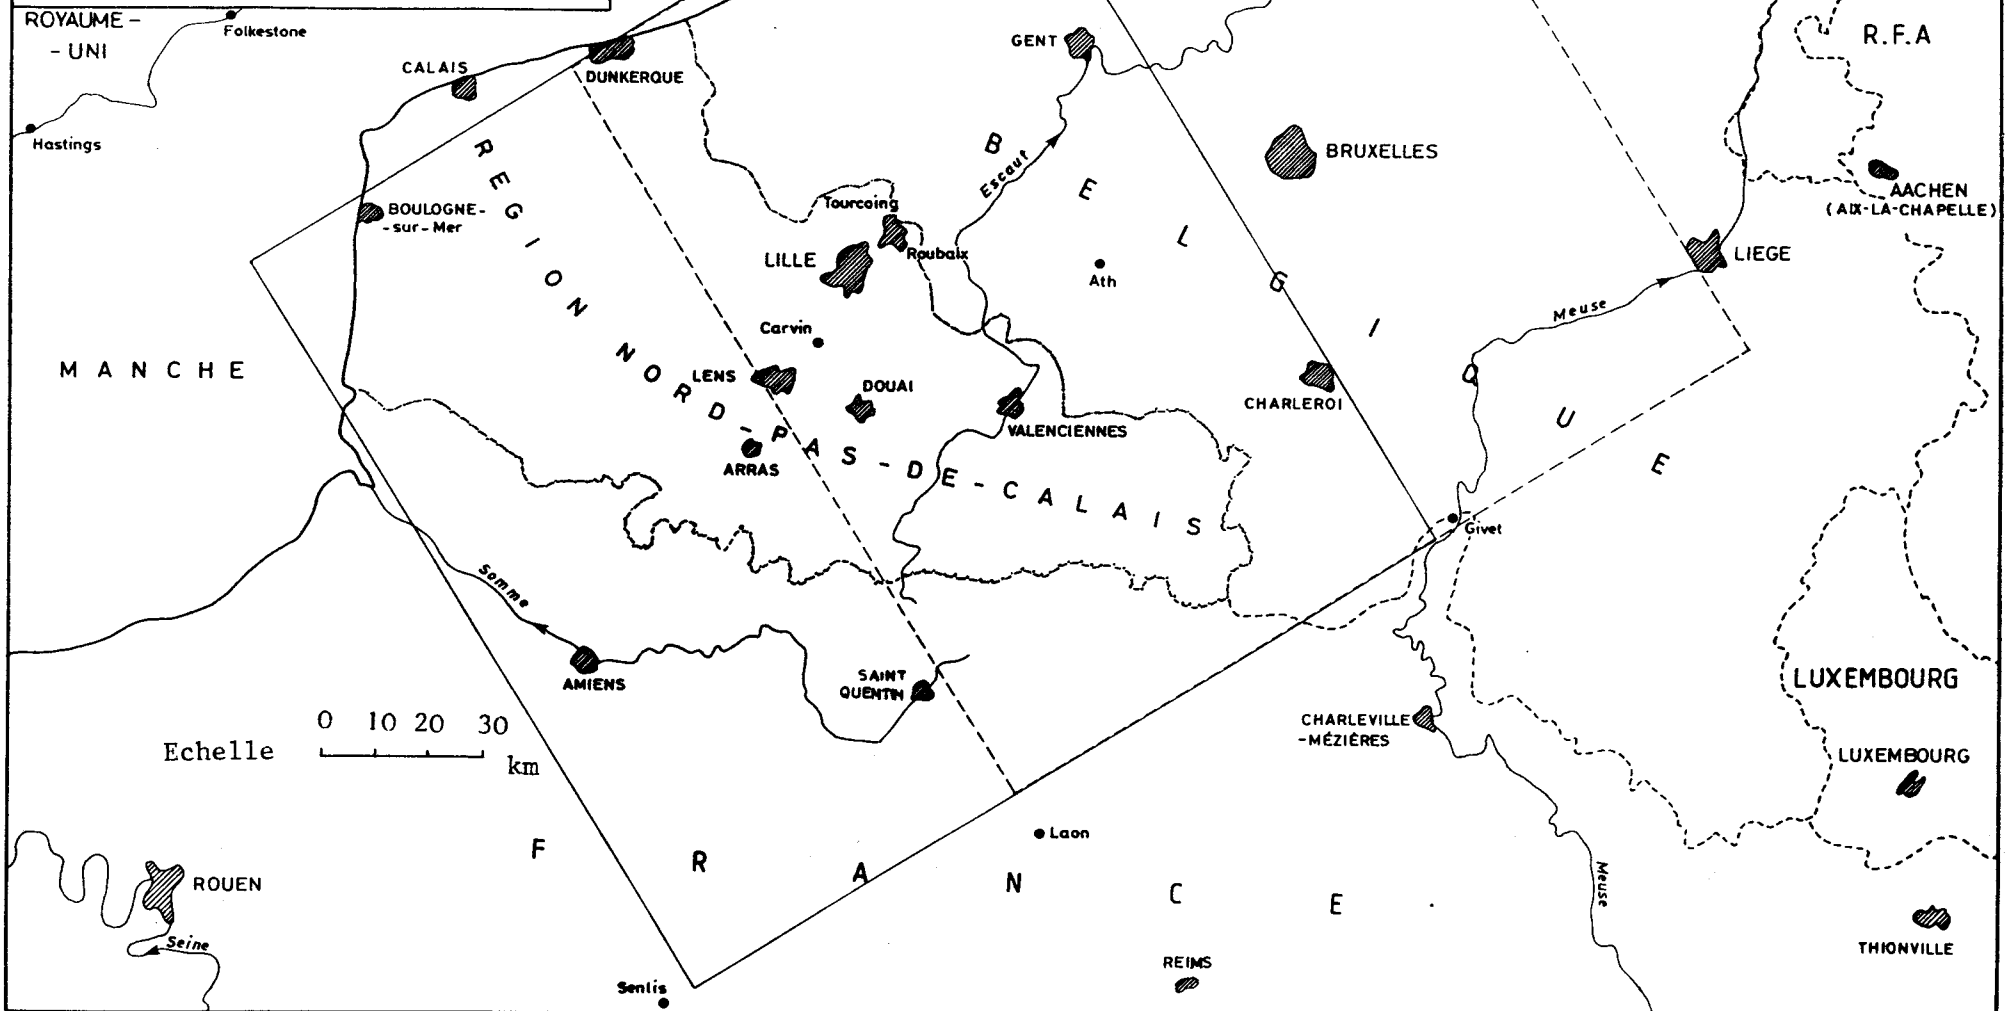 ROYAUME-
-UNI
Folkestone
Hastings
CALAIS
DUNKERQUE
GENT
R.F.A
BRUXELLES
AACHEN
(AIX-LA-CHAPELLE)
BOULOGNE-
-sur-Mer
Tourcoing
Roubaix
LILLE
Escaut
Ath
LIEGE
Meuse
BELGIQUE
REGION NORD-PAS-DE-CALAIS
Carvin
LENS
DOUAI
MANCHE
CHARLEROI
VALENCIENNES
ARRAS
Givet
Somme
AMIENS
SAINT
QUENTIN
LUXEMBOURG
CHARLEVILLE
-MÉZIÈRES
LUXEMBOURG
Echelle
0 10 20 30
km
Laon
FRANCE
ROUEN
Seine
Meuse
THIONVILLE
REIMS
Senlis